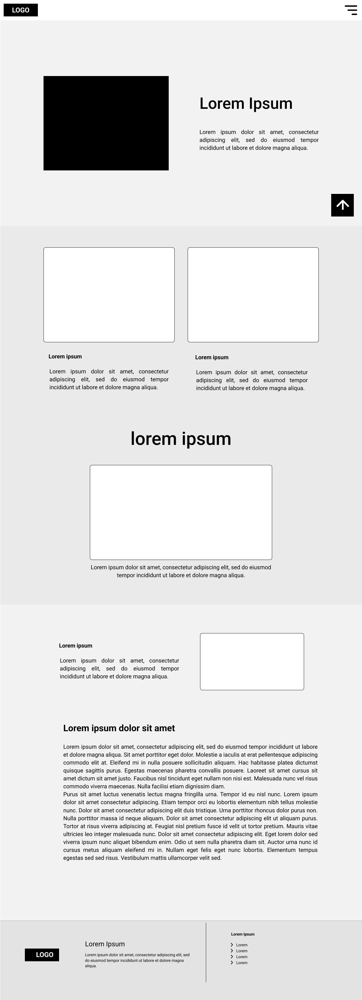 LOGO
Lorem Ipsum
Lorem ipsum dolor sit amet, consectetur
adipiscing elit, sed do eiusmod tempor
incididunt ut labore et dolore magna aliqua.
Lorem ipsum
Lorem ipsum dolor sit amet, consectetur
adipiscing elit, sed do eiusmod tempor
incididunt ut labore et dolore magna aliqua.
Lorem ipsum
Lorem ipsum dolor sit amet, consectetur
adipiscing elit, sed do eiusmod tempor
incididunt ut labore et dolore magna aliqua.
lorem ipsum
Lorem ipsum dolor sit amet, consectetur adipiscing elit, sed do eiusmod
tempor incididunt ut labore et dolore magna aliqua.
Lorem ipsum
Lorem ipsum dolor sit amet, consectetur
adipiscing elit, sed do eiusmod tempor
incididunt ut labore et dolore magna aliqua.
Lorem ipsum dolor sit amet
Lorem ipsum dolor sit amet, consectetur adipiscing elit, sed do eiusmod tempor incididunt ut labore
et dolore magna aliqua. Sit amet porttitor eget dolor. Molestie a iaculis at erat pellentesque adipiscing
commodo elit at. Eleifend mi in nulla posuere sollicitudin aliquam. Hac habitasse platea dictumst
quisque sagittis purus. Egestas maecenas pharetra convallis posuere. Laoreet sit amet cursus sit
amet dictum sit amet justo. Faucibus nisl tincidunt eget nullam non nisi est. Malesuada nunc vel risus
commodo viverra maecenas. Nulla facilisi etiam dignissim diam.
Purus sit amet luctus venenatis lectus magna fringilla urna. Tempor id eu nisl nunc. Lorem ipsum
dolor sit amet consectetur adipiscing. Etiam tempor orci eu lobortis elementum nibh tellus molestie
nunc. Dolor sit amet consectetur adipiscing elit duis tristique. Urna porttitor rhoncus dolor purus non.
Nulla porttitor massa id neque aliquam. Dolor sit amet consectetur adipiscing elit ut aliquam purus.
Tortor at risus viverra adipiscing at. Feugiat nisl pretium fusce id velit ut tortor pretium. Mauris vitae
ultricies leo integer malesuada nunc. Dolor sit amet consectetur adipiscing elit. Eget lorem dolor sed
viverra ipsum nunc aliquet bibendum enim. Odio ut sem nulla pharetra diam sit. Auctor urna nunc id
cursus metus aliquam eleifend mi in. Nullam eget felis eget nunc lobortis. Elementum tempus
egestas sed sed risus. Vestibulum mattis ullamcorper velit sed.
LOGO
Lorem Ipsum
Lorem ipsum dolor sit amet, consectetur adipiscing elit, sed
do eiusmod tempor incididunt ut labore et dolore magna
aliqua.
Lorem Ipsum
Lorem
Lorem
Lorem
Lorem